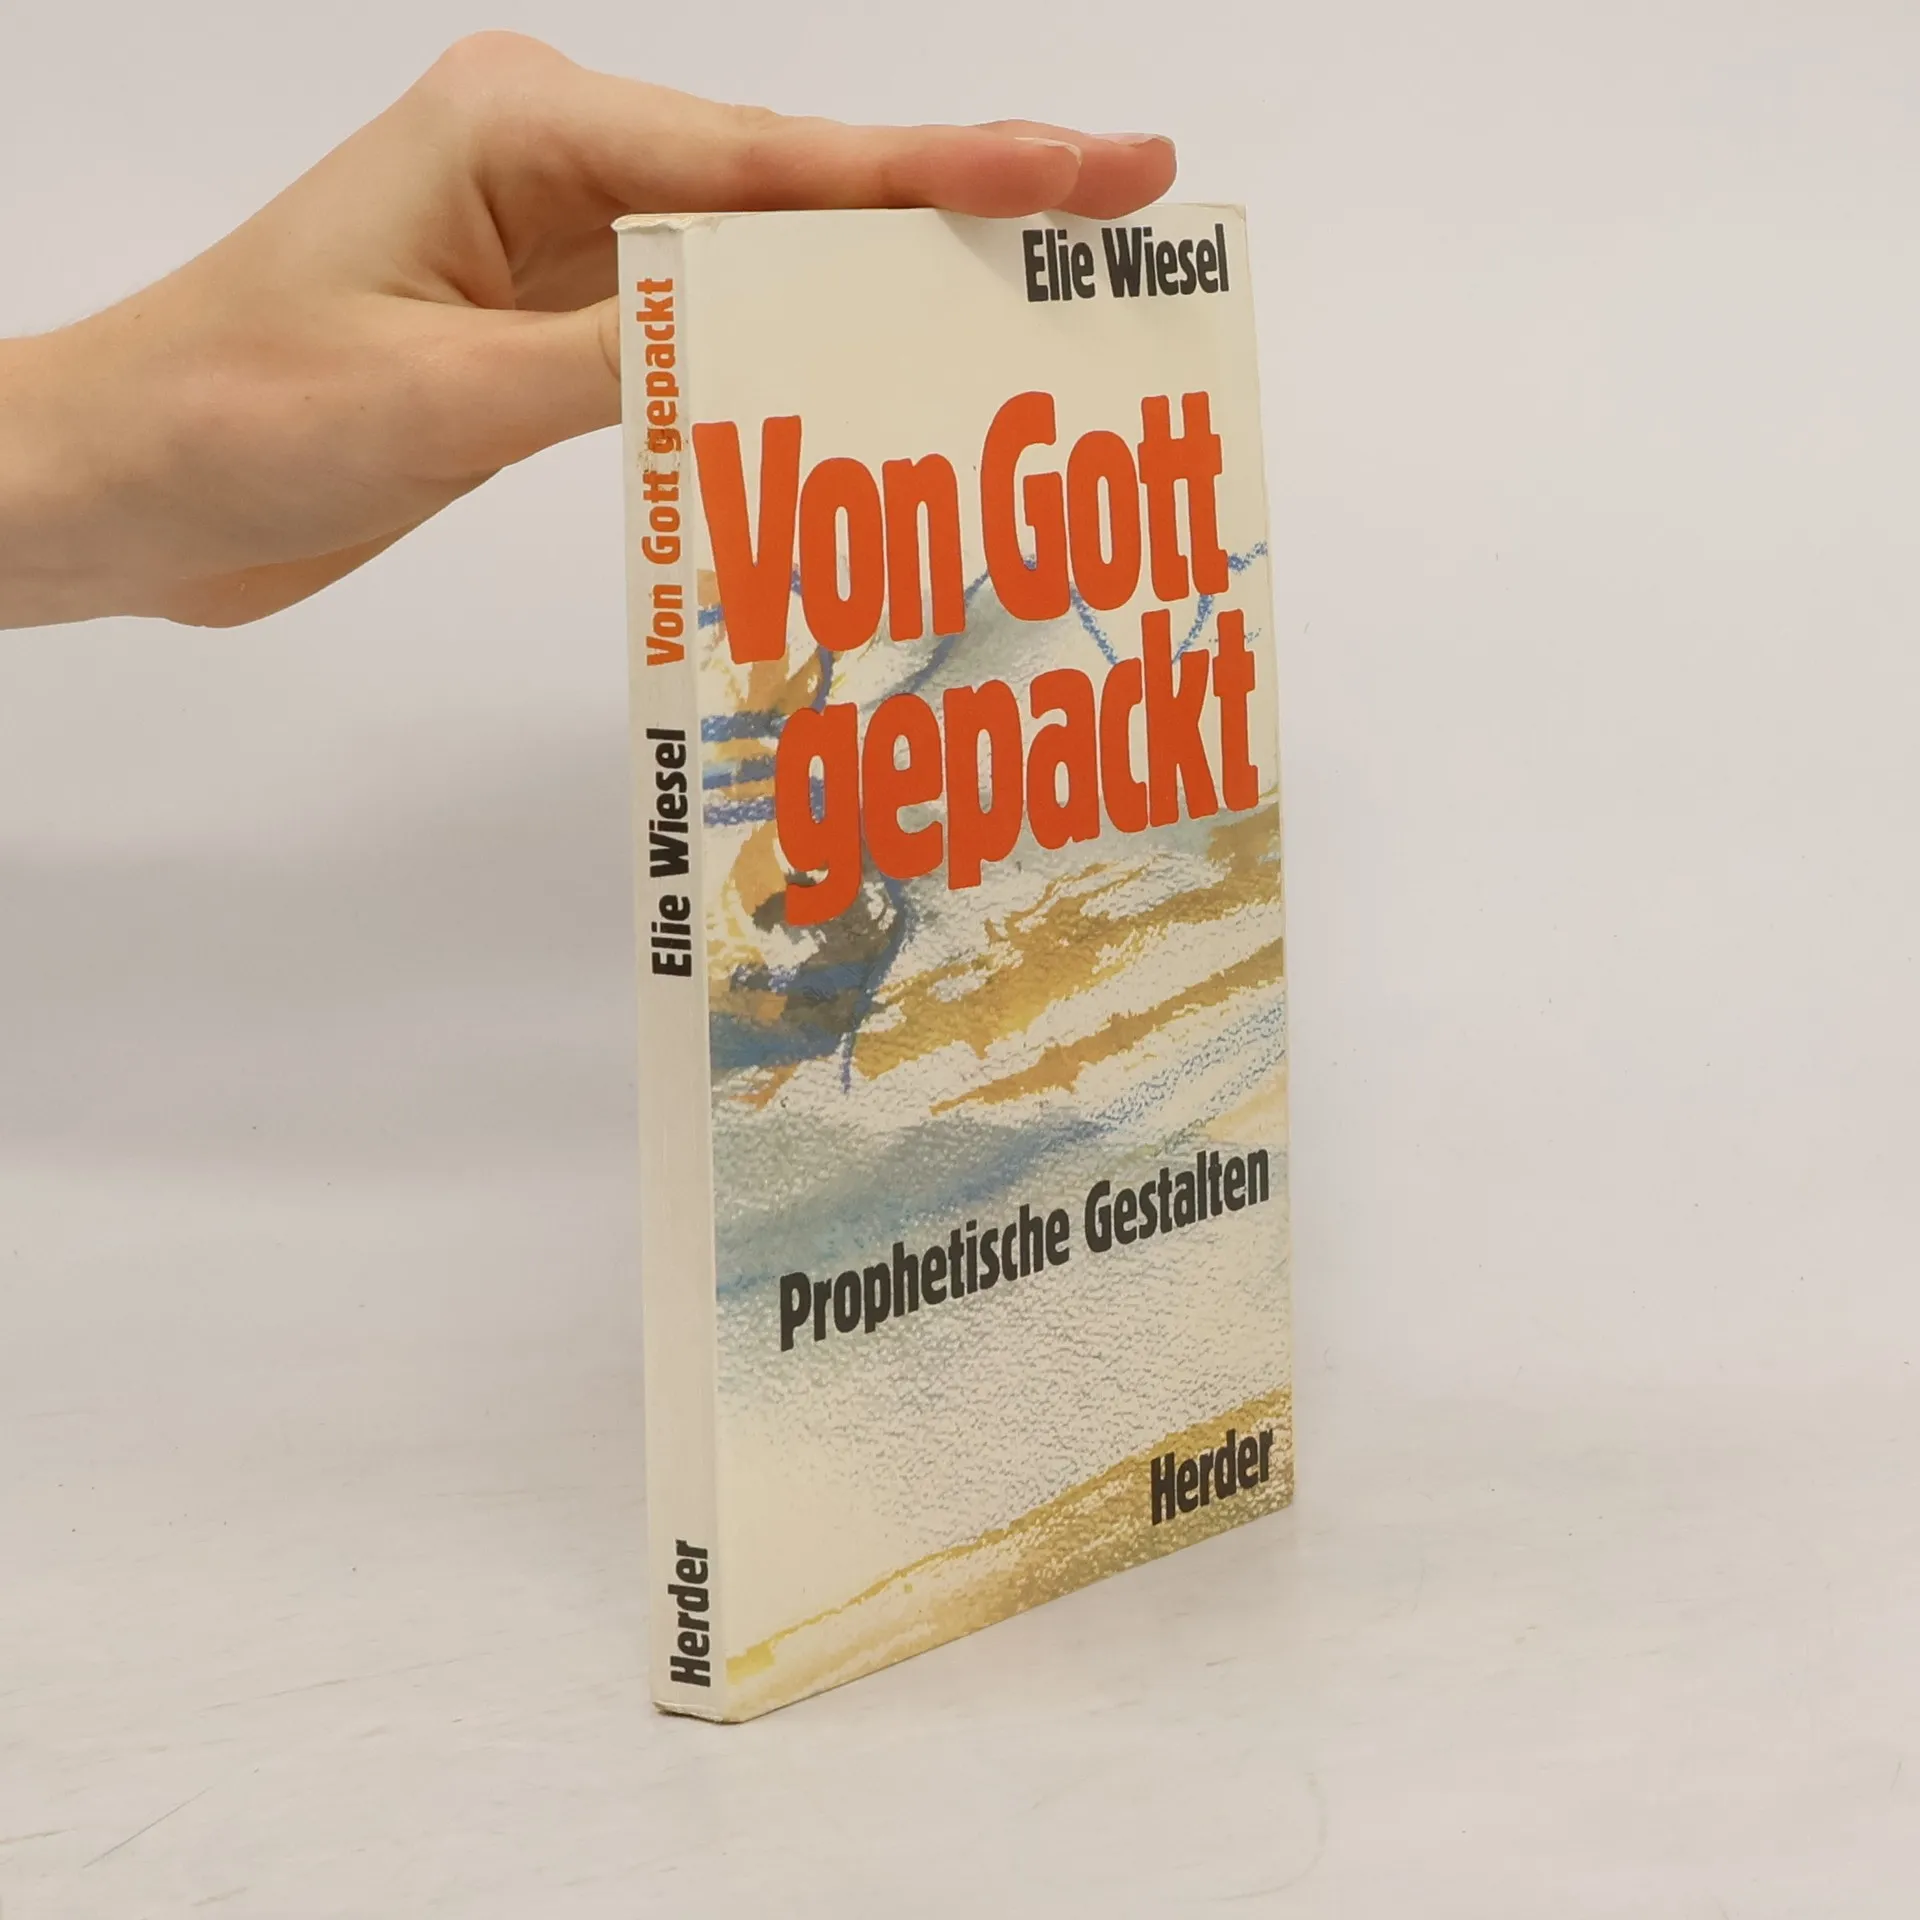 Elie Wiesel
Von Gott
gepackt
Prophetische Gestalten
Herder
Herder Elie Wiesel Von Gott gepackt